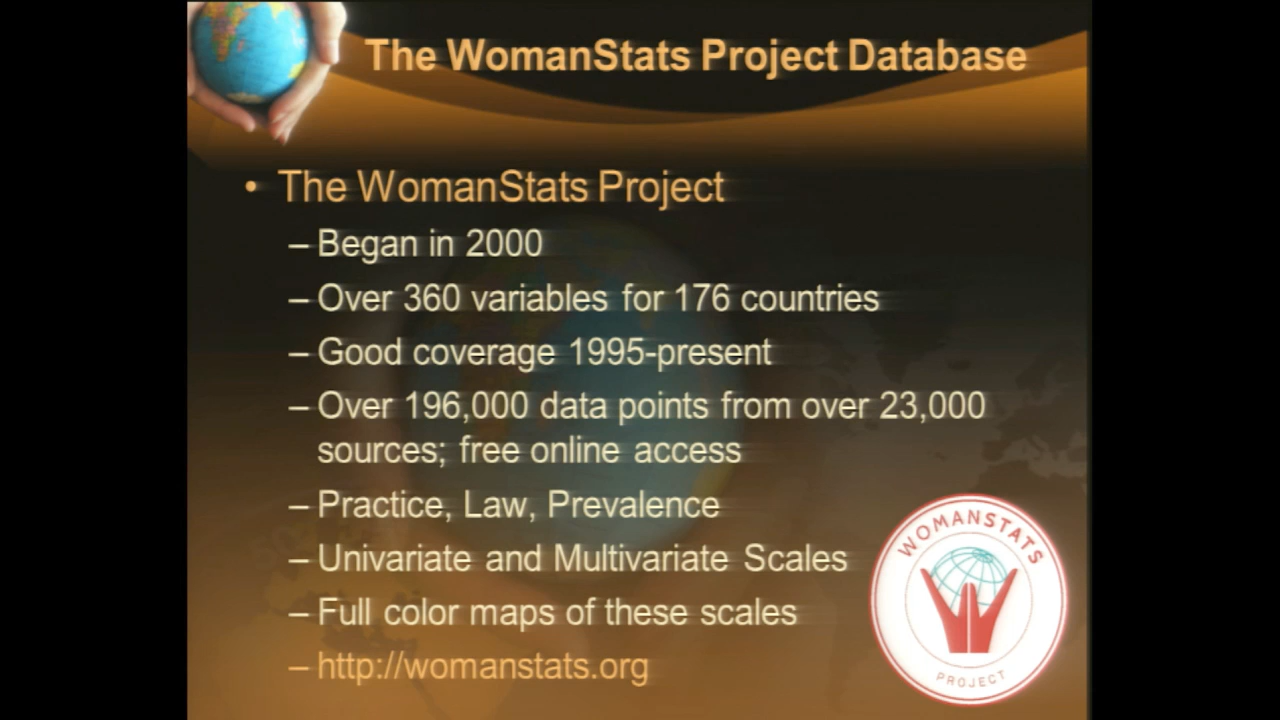 The WomanStats Project Database
• The WomanStats Project
– Began in 2000
– Over 360 variables for 176 countries
– Good coverage 1995-present
– Over 196,000 data points from over 23,000
sources; free online access
– Practice, Law, Prevalence
– Univariate and Multivariate Scales
– Full color maps of these scales
– http://womanstats.org
WOMANSTATS
PROJECT